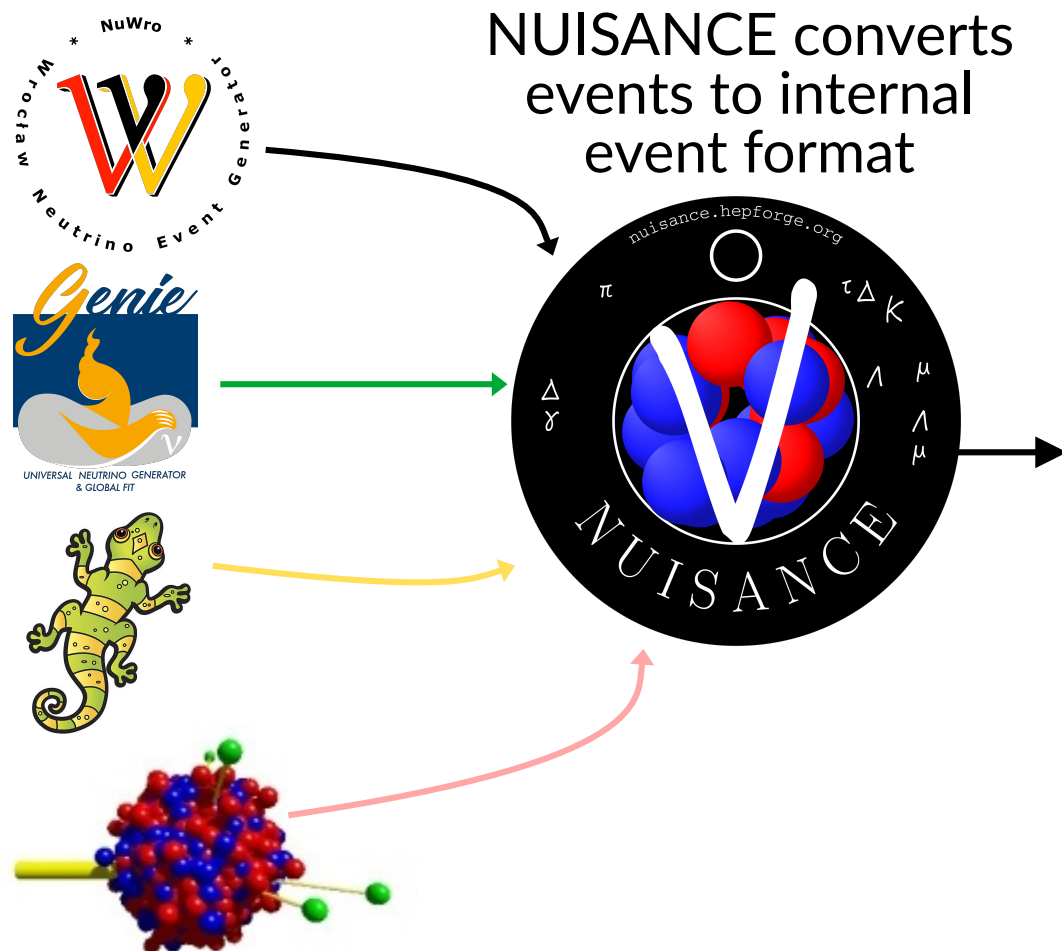 NUISANCE converts
events to internal
event format
* NuWro *
Wrocław Neutrino Event Generator
W
Genie
ν
UNIVERSAL NEUTRINO GENERATOR
& GLOBAL FIT
nuisance.hepforge.org
π
τ Δ K
Δ
γ
Λ
μ
Λ
μ
ν
NUISANCE